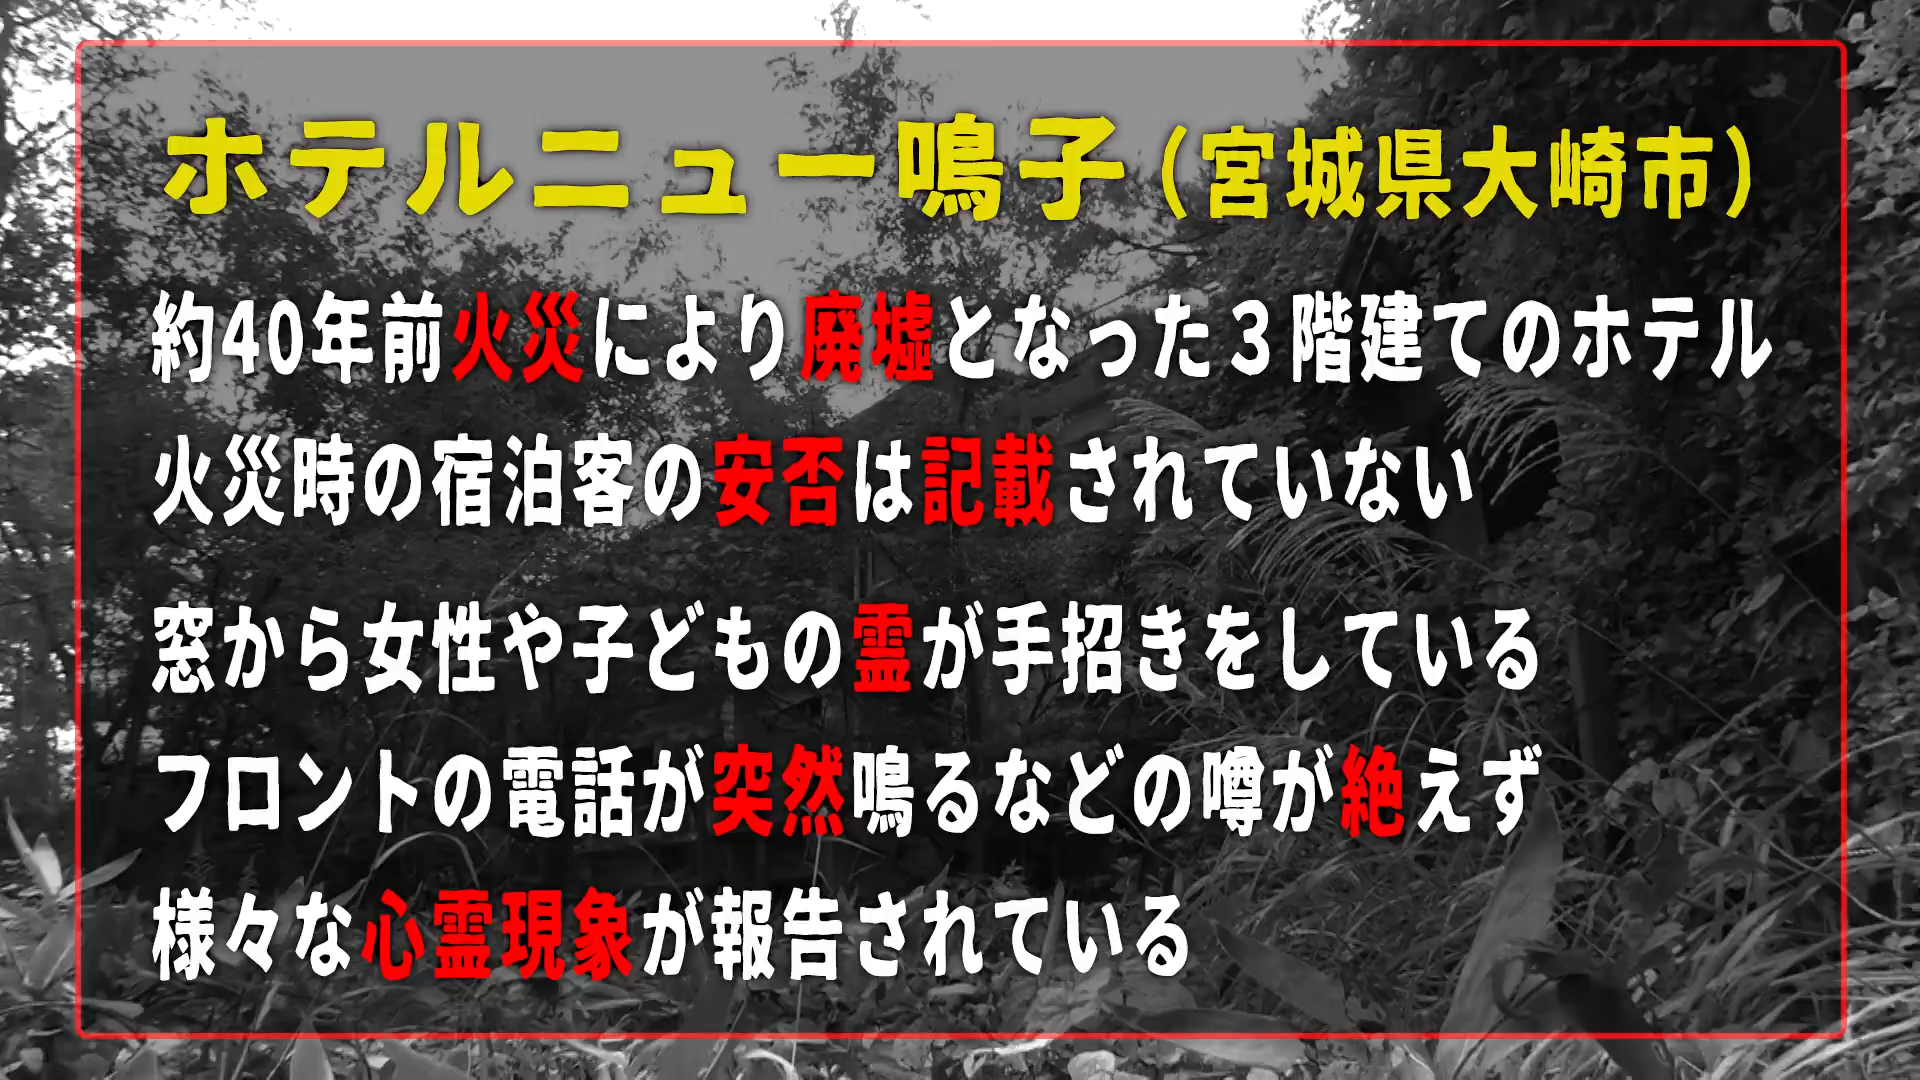 ホテルニュー鳴子（宮城県大崎市）
約40年前火災により廃墟となった３階建てのホテル
火災時の宿泊客の安否は記載されていない
窓から女性や子どもの霊が手招きをしている
フロントの電話が突然鳴るなどの噂が絶えず
様々な心霊現象が報告されている